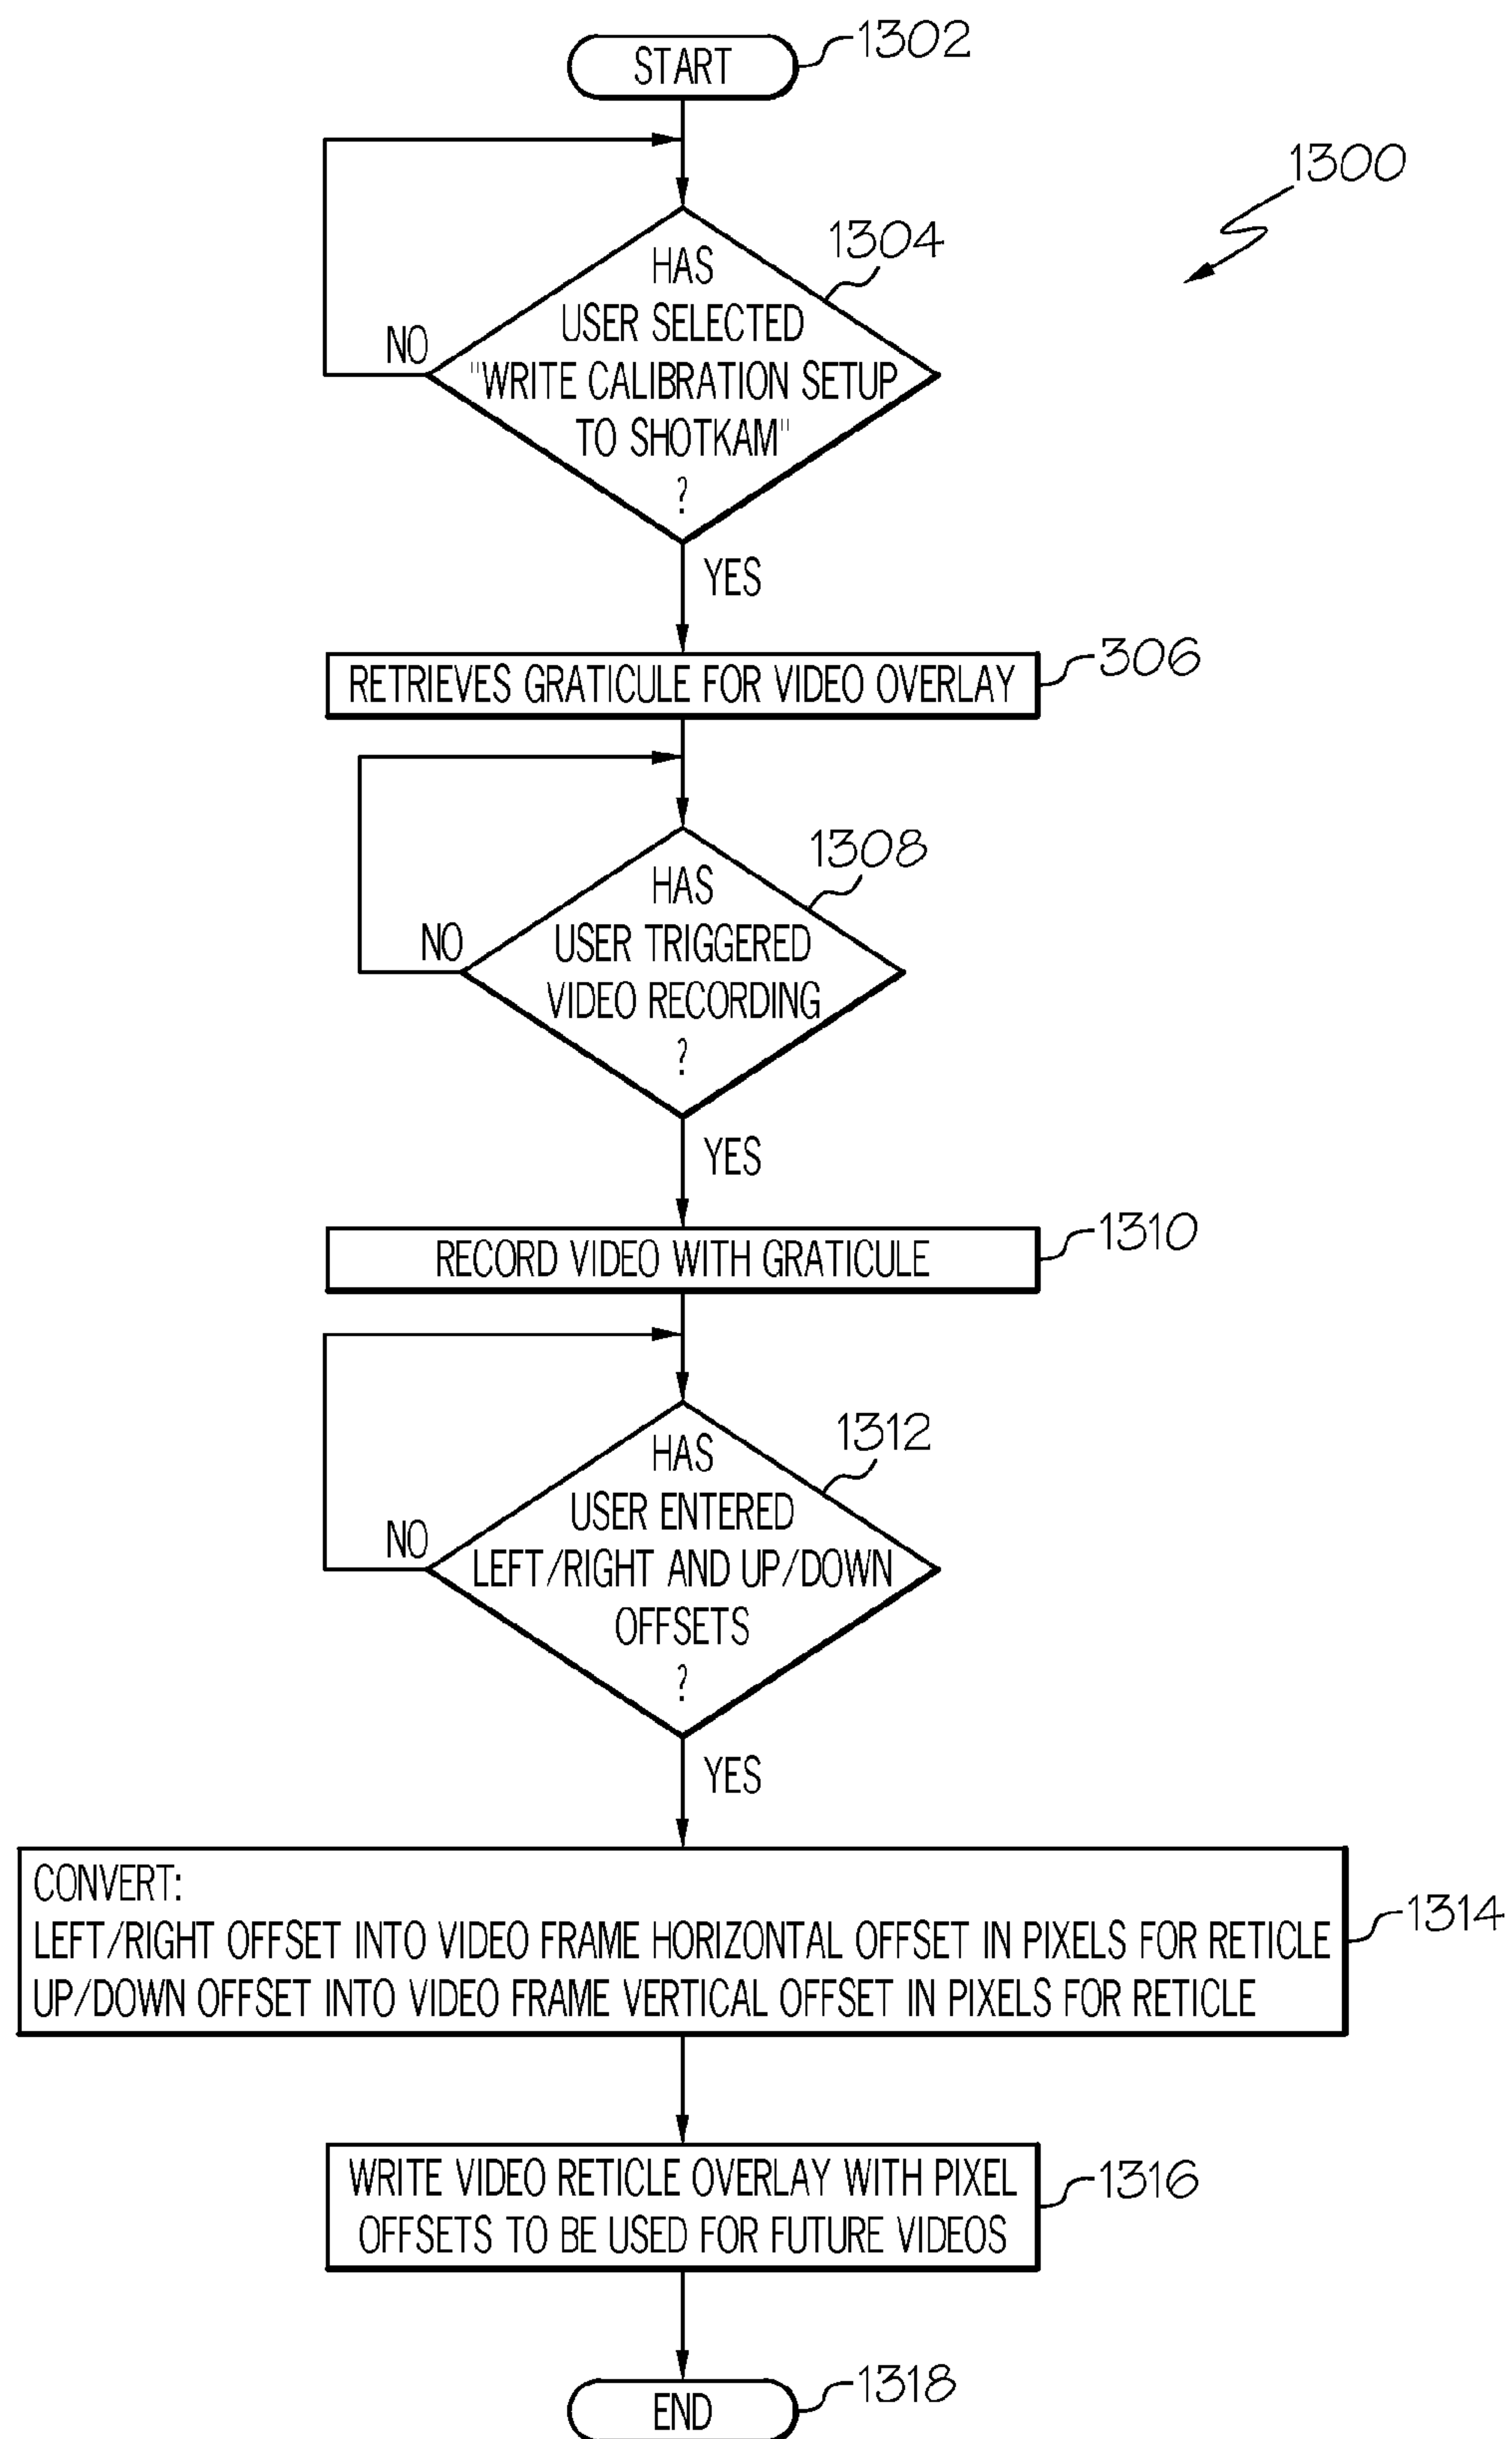 START
1302
1300
1304
HAS
USER SELECTED
"WRITE CALIBRATION SETUP
TO SHOTKAM"
?
NO
YES
RETRIEVES GRATICULE FOR VIDEO OVERLAY
306
1308
HAS
USER TRIGGERED
VIDEO RECORDING
?
NO
YES
RECORD VIDEO WITH GRATICULE
1310
1312
HAS
USER ENTERED
LEFT/RIGHT AND UP/DOWN
OFFSETS
?
NO
YES
CONVERT:
LEFT/RIGHT OFFSET INTO VIDEO FRAME HORIZONTAL OFFSET IN PIXELS FOR RETICLE
UP/DOWN OFFSET INTO VIDEO FRAME VERTICAL OFFSET IN PIXELS FOR RETICLE
1314
WRITE VIDEO RETICLE OVERLAY WITH PIXEL
OFFSETS TO BE USED FOR FUTURE VIDEOS
1316
END
1318